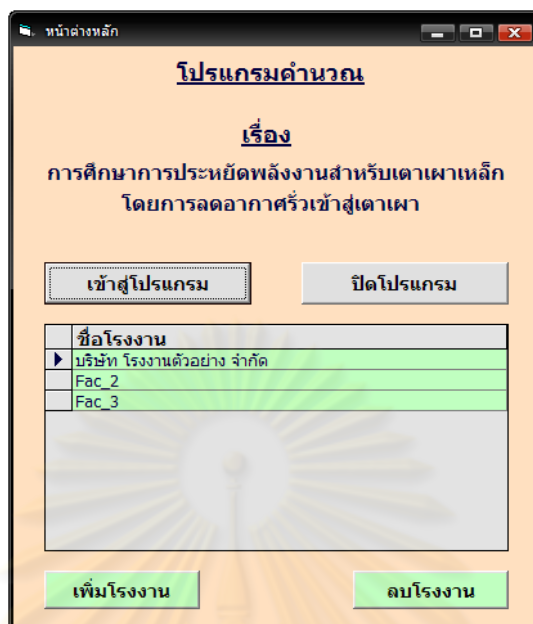 หน้าต่างหลัก
โปรแกรมคำนวณ
เรื่อง
การศึกษาการประหยัดพลังงานสำหรับเตาเผาเหล็ก
โดยการลดอากาศรั่วเข้าสู่เตาเผา
เข้าสู่โปรแกรม
ปิดโปรแกรม
ชื่อโรงงาน
บริษัท โรงงานตัวอย่าง จำกัด
Fac_2
Fac_3
เพิ่มโรงงาน
ลบโรงงาน